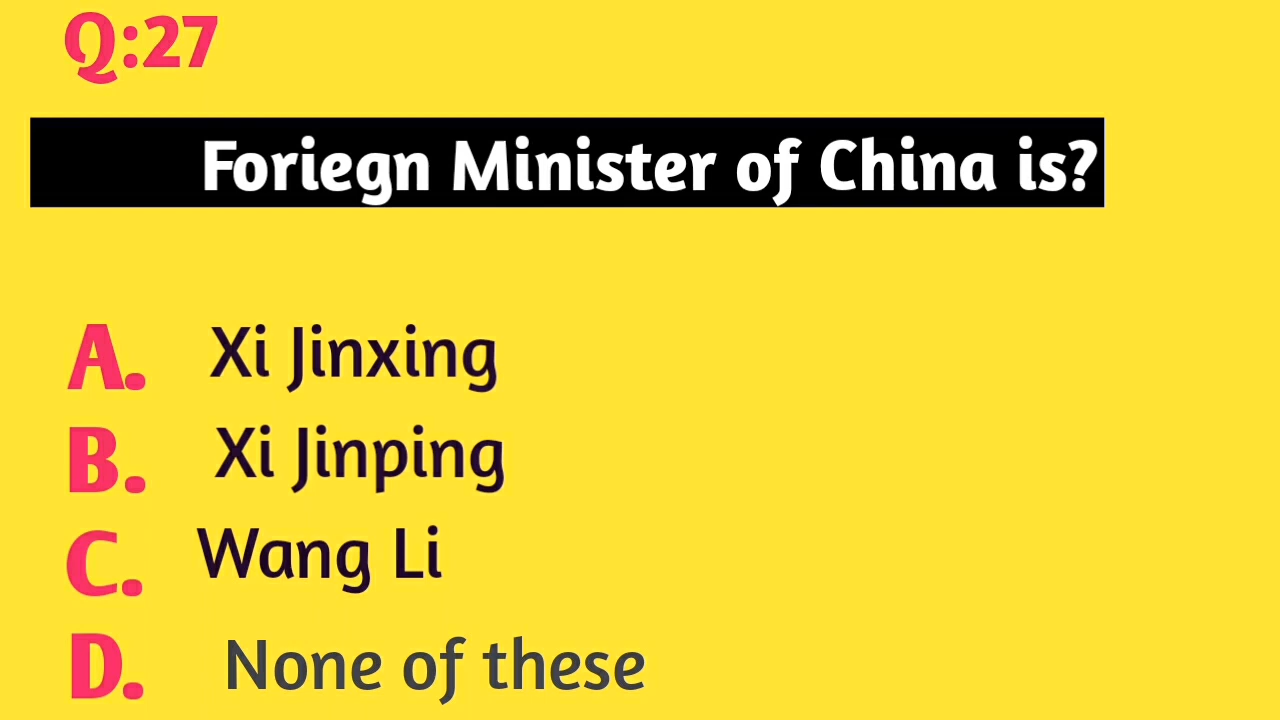 Q:27
Foriegn Minister of China is?
A. Xi Jinxing
B. Xi Jinping
C. Wang Li
D. None of these